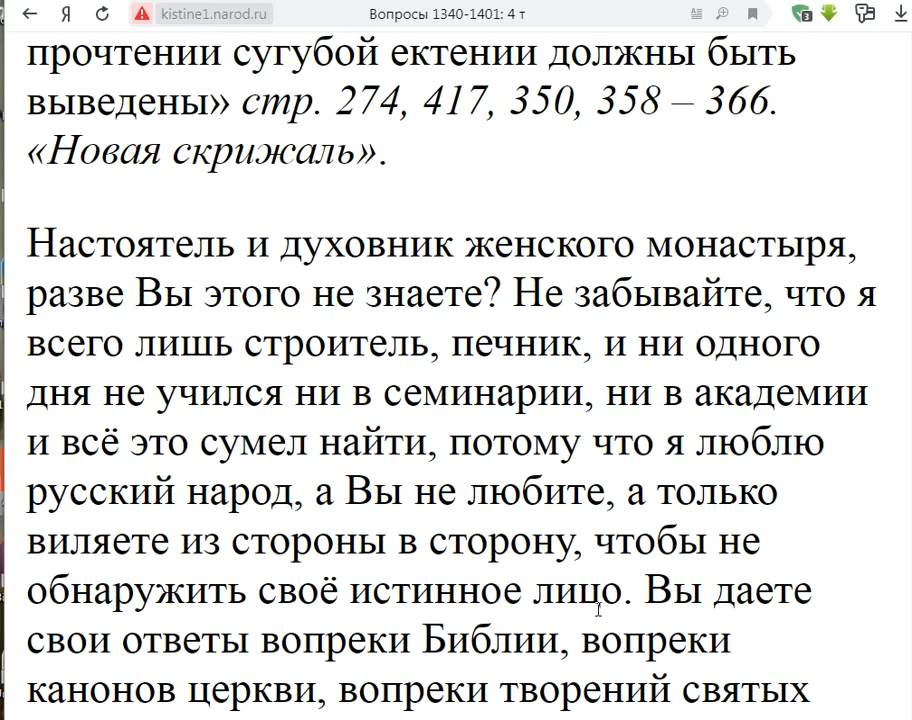 Я kistine1.narod.ru Вопросы 1340-1401: 4 т 3
прочтении сугубой ектении должны быть
выведены» стр. 274, 417, 350, 358 – 366.
«Новая скрижаль».
Настоятель и духовник женского монастыря,
разве Вы этого не знаете? Не забывайте, что я
всего лишь строитель, печник, и ни одного
дня не учился ни в семинарии, ни в академии
и всё это сумел найти, потому что я люблю
русский народ, а Вы не любите, а только
виляете из стороны в сторону, чтобы не
обнаружить своё истинное лицо. Вы даете
свои ответы вопреки Библии, вопреки
канонов церкви, вопреки творений святых